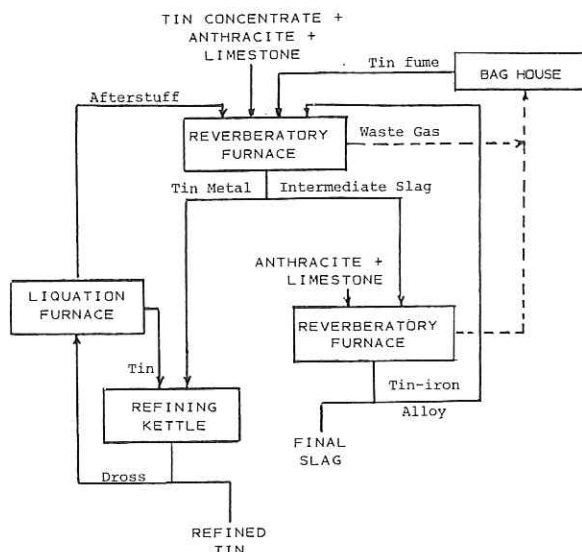 TIN CONCENTRATE +
ANTHRACITE +
LIMESTONE
Tin fume
BAG HOUSE
Afterstuff
REVERBERATORY
FURNACE
Waste Gas
Tin Metal
Intermediate Slag
ANTHRACITE +
LIMESTONE
LIQUATION
FURNACE
REVERBERATORY
FURNACE
Tin
Tin-iron
Alloy
REFINING
KETTLE
FINAL
SLAG
Dross
REFINED
TIN